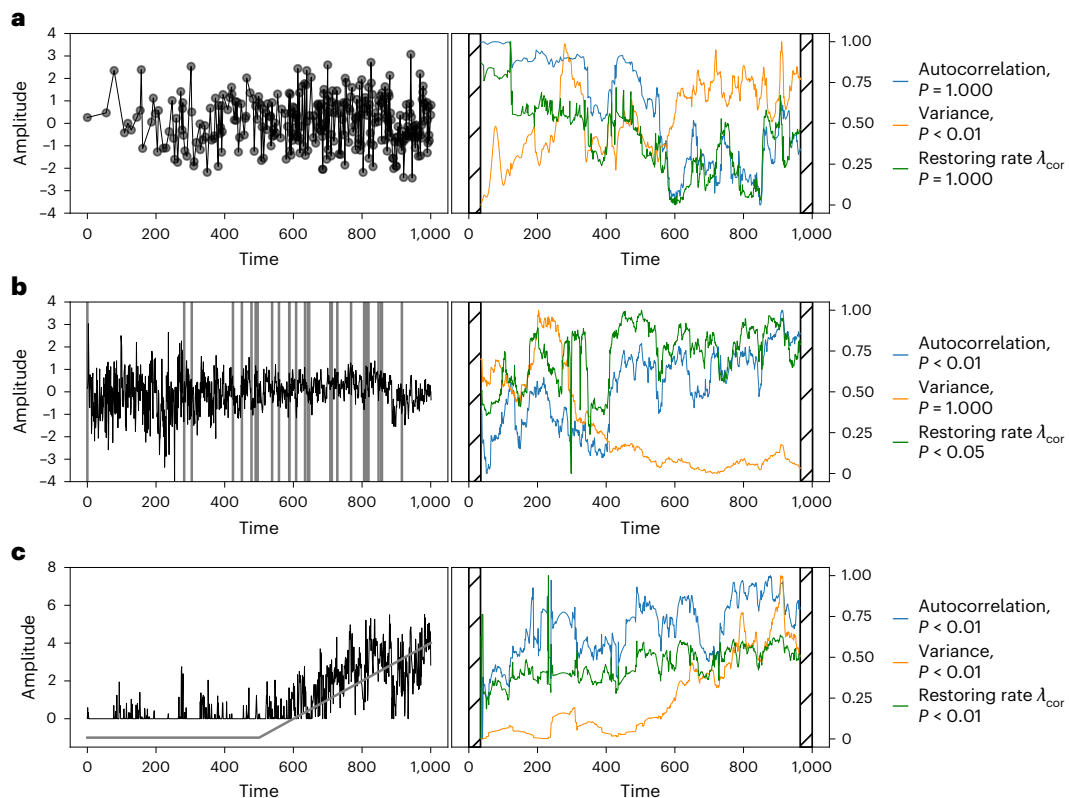 a
4
3
2
1
0
−1
−2
−3
−4
Amplitude
0 200 400 600 800 1,000
Time
1.00
0.75
0.50
0.25
0
0 200 400 600 800 1,000
Time
Autocorrelation,
P = 1.000
Variance,
P < 0.01
Restoring rate λcor
P = 1.000
b
4
3
2
1
0
−1
−2
−3
−4
Amplitude
0 200 400 600 800 1,000
Time
1.00
0.75
0.50
0.25
0
0 200 400 600 800 1,000
Time
Autocorrelation,
P < 0.01
Variance,
P = 1.000
Restoring rate λcor
P < 0.05
c
8
6
4
2
0
Amplitude
0 200 400 600 800 1,000
Time
1.00
0.75
0.50
0.25
0
0 200 400 600 800 1,000
Time
Autocorrelation,
P < 0.01
Variance,
P < 0.01
Restoring rate λcor
P < 0.01